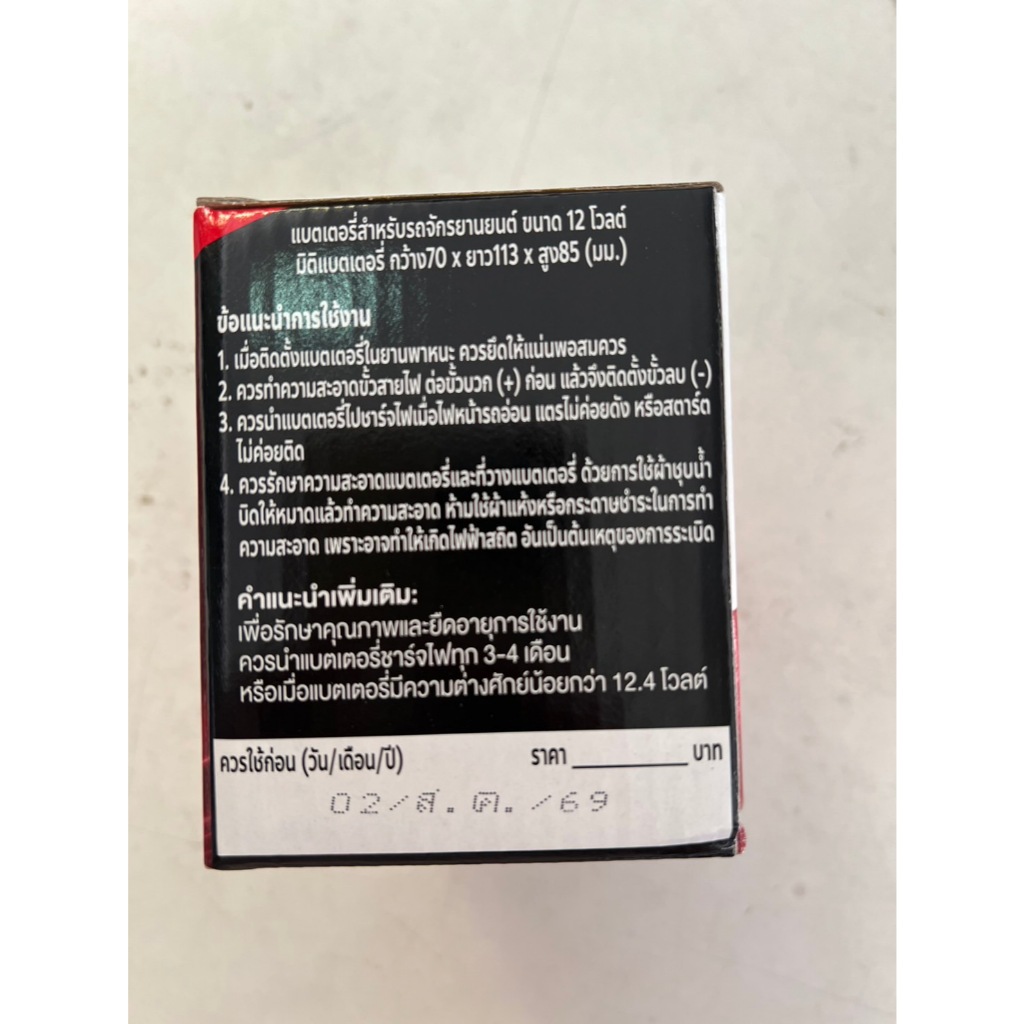 แบตเตอรี่สำหรับรถจักรยานยนต์ ขนาด 12 โวลต์
มิติแบตเตอรี่ กว้าง70 x ยาว113 x สูง85 (มม.)
ข้อแนะนำการใช้งาน
1. เมื่อติดตั้งแบตเตอรี่ในยานพาหนะ ควรยึดให้แน่นพอสมควร
2. ควรทำความสะอาดขั้วสายไฟ ต่อขั้วบวก (+) ก่อน แล้วจึงติดตั้งขั้วลบ (-)
3. ควรนำแบตเตอรี่ไปชาร์จไฟเมื่อไฟหน้ารถอ่อน แตรไม่ค่อยดัง หรือสตาร์ต
ไม่ค่อยติด
4. ควรรักษาความสะอาดแบตเตอรี่และที่วางแบตเตอรี่ ด้วยการใช้ผ้าชุบน้ำ
บิดให้หมาดแล้วทำความสะอาด ห้ามใช้ผ้าแห้งหรือกระดาษชำระในการทำ
ความสะอาด เพราะอาจทำให้เกิดไฟฟ้าสถิต อันเป็นต้นเหตุของการระเบิด
คำแนะนำเพิ่มเติม:
เพื่อรักษาคุณภาพและยืดอายุการใช้งาน
ควรนำแบตเตอรี่ชาร์จไฟทุก 3-4 เดือน
หรือเมื่อแบตเตอรี่มีความต่างศักย์น้อยกว่า 12.4 โวลต์
ควรใช้ก่อน (วัน/เดือน/ปี) ราคา ________ บาท
02/ส.ค./69